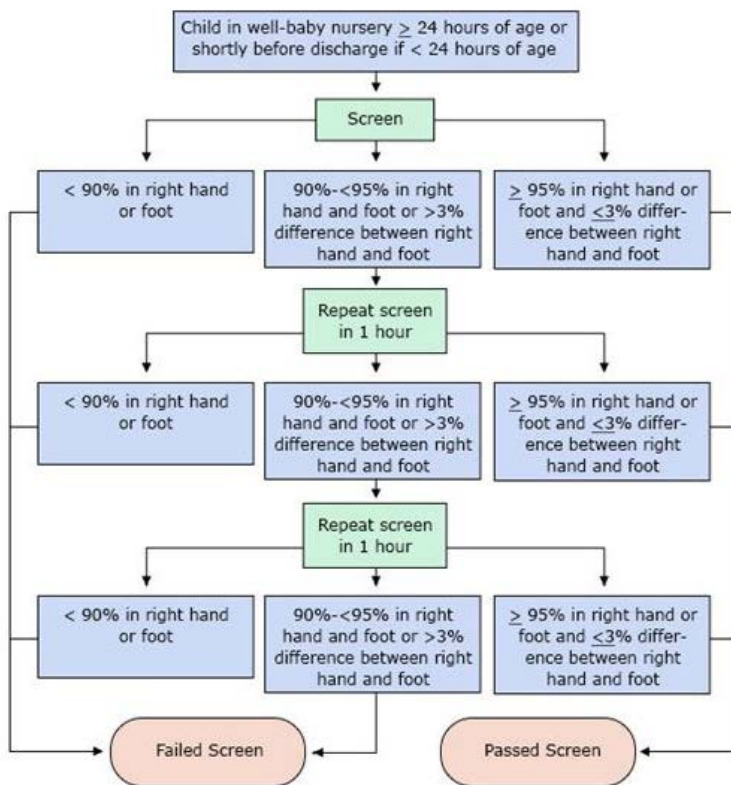 Child in well-baby nursery ≥ 24 hours of age or
shortly before discharge if < 24 hours of age
Screen
< 90% in right hand
or foot
90%-<95% in right
hand and foot or >3%
difference between right
hand and foot
≥ 95% in right hand or
foot and ≤3% differ-
ence between right
hand and foot
Repeat screen
in 1 hour
< 90% in right hand
or foot
90%-<95% in right
hand and foot or >3%
difference between right
hand and foot
≥ 95% in right hand or
foot and ≤3% differ-
ence between right
hand and foot
Repeat screen
in 1 hour
< 90% in right hand
or foot
90%-<95% in right
hand and foot or >3%
difference between right
hand and foot
≥ 95% in right hand or
foot and ≤3% differ-
ence between right
hand and foot
Failed Screen
Passed Screen